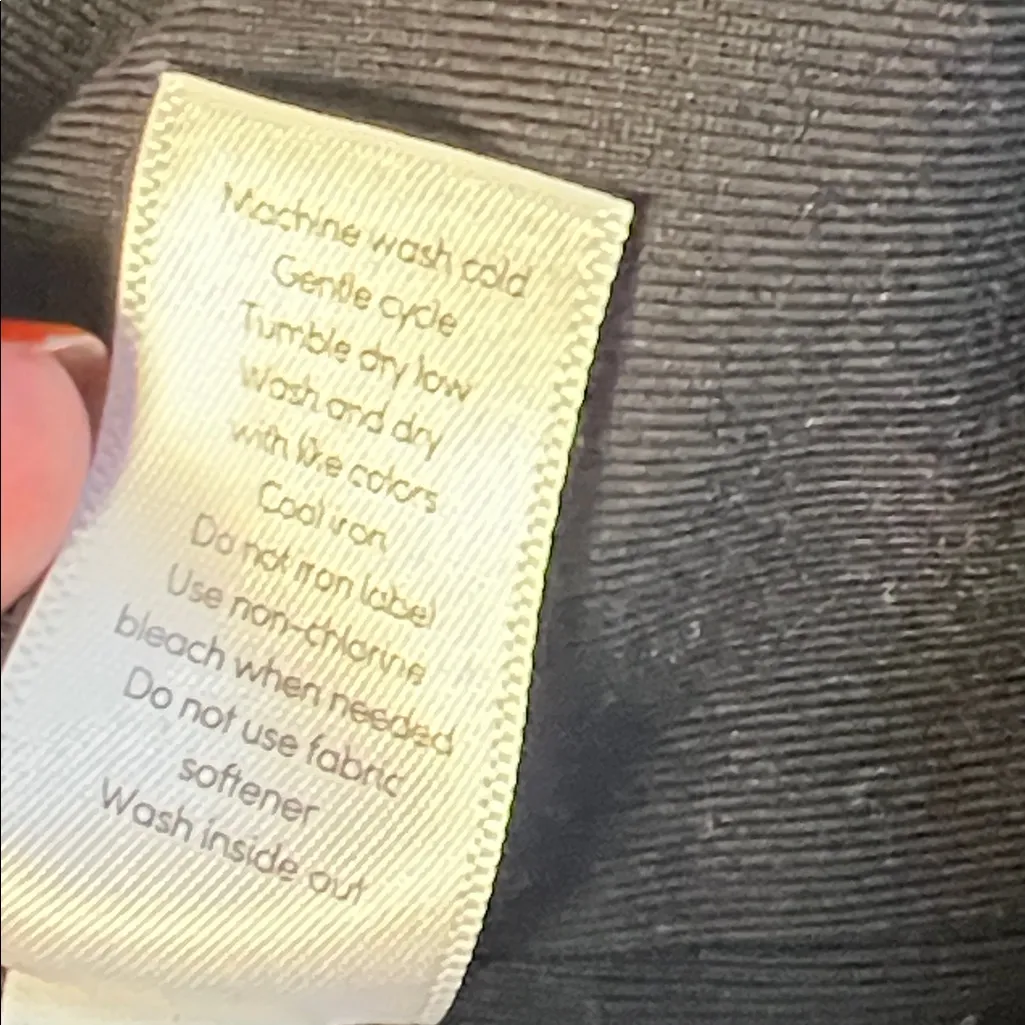 Machine wash cold
Gentle cycle
Tumble dry low
Wash and dry
with like colors
Cool iron
Do not iron label
Use non-chlorine
bleach when needed
Do not use fabric
softener
Wash inside out